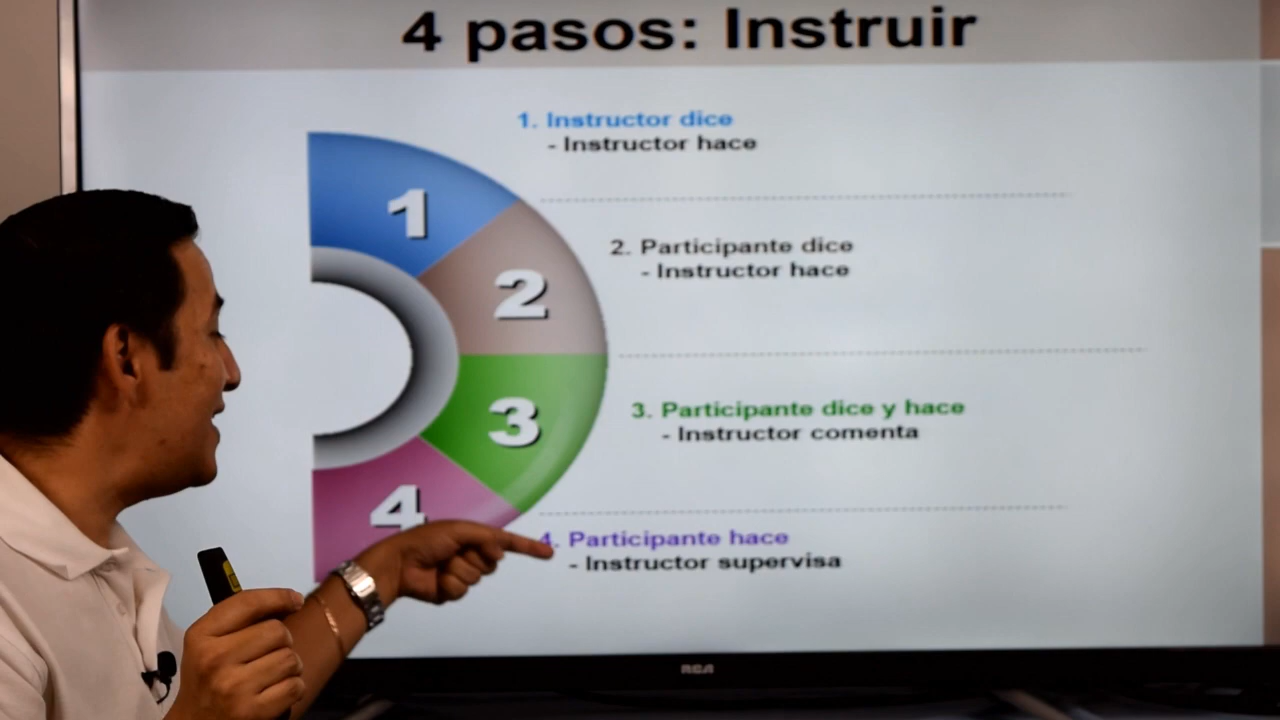 4 pasos: Instruir
1. Instructor dice
- Instructor hace
1
2. Participante dice
- Instructor hace
2
3. Participante dice y hace
- Instructor comenta
3
4. Participante hace
- Instructor supervisa
4
RCA